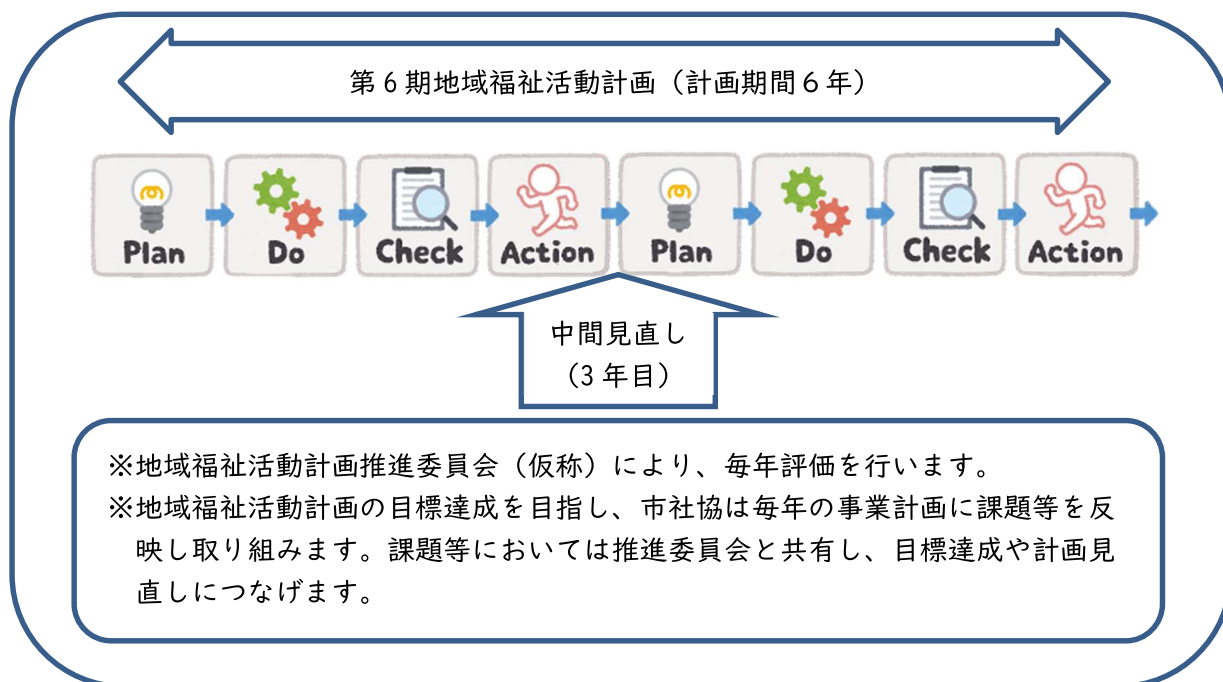 第6期地域福祉活動計画（計画期間６年）
Plan Do Check Action Plan Do Check Action
中間見直し
（3年目）
※地域福祉活動計画推進委員会（仮称）により、毎年評価を行います。
※地域福祉活動計画の目標達成を目指し、市社協は毎年の事業計画に課題等を反
映し取り組みます。課題等においては推進委員会と共有し、目標達成や計画見
直しにつなげます。